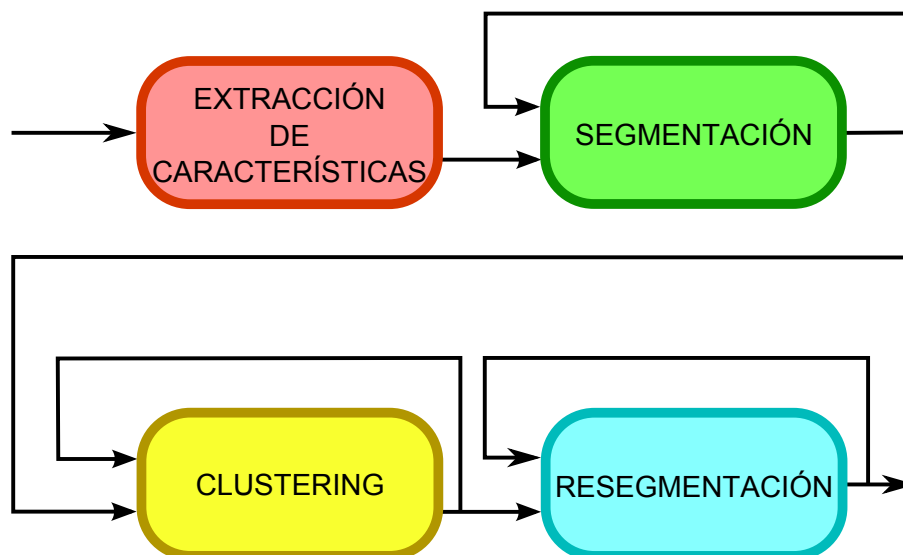 EXTRACCIÓN
DE
CARACTERÍSTICAS
SEGMENTACIÓN
CLUSTERING
RESEGMENTACIÓN